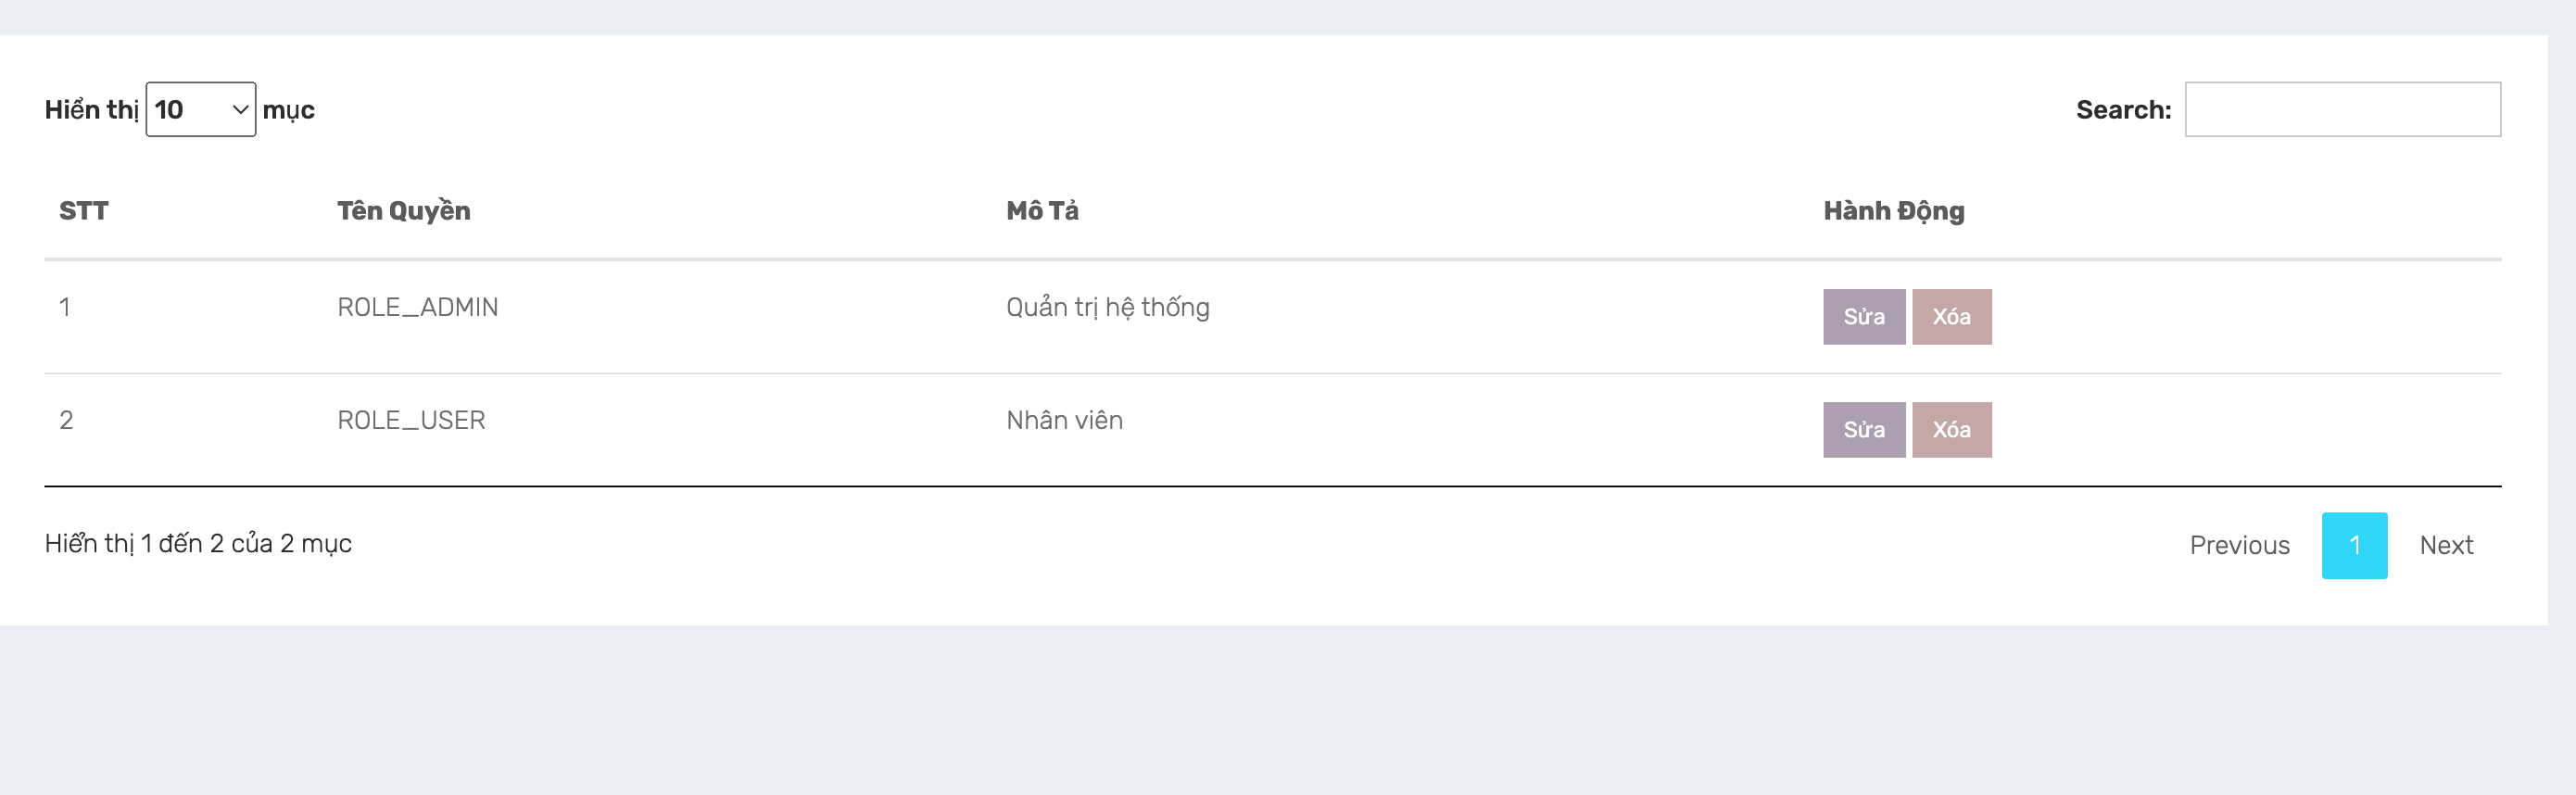 Hiển thị 10 mục Search:
STT Tên Quyền Mô Tả Hành Động
1 ROLE_ADMIN Quản trị hệ thống Sửa Xóa
2 ROLE_USER Nhân viên Sửa Xóa
Hiển thị 1 đến 2 của 2 mục Previous 1 Next